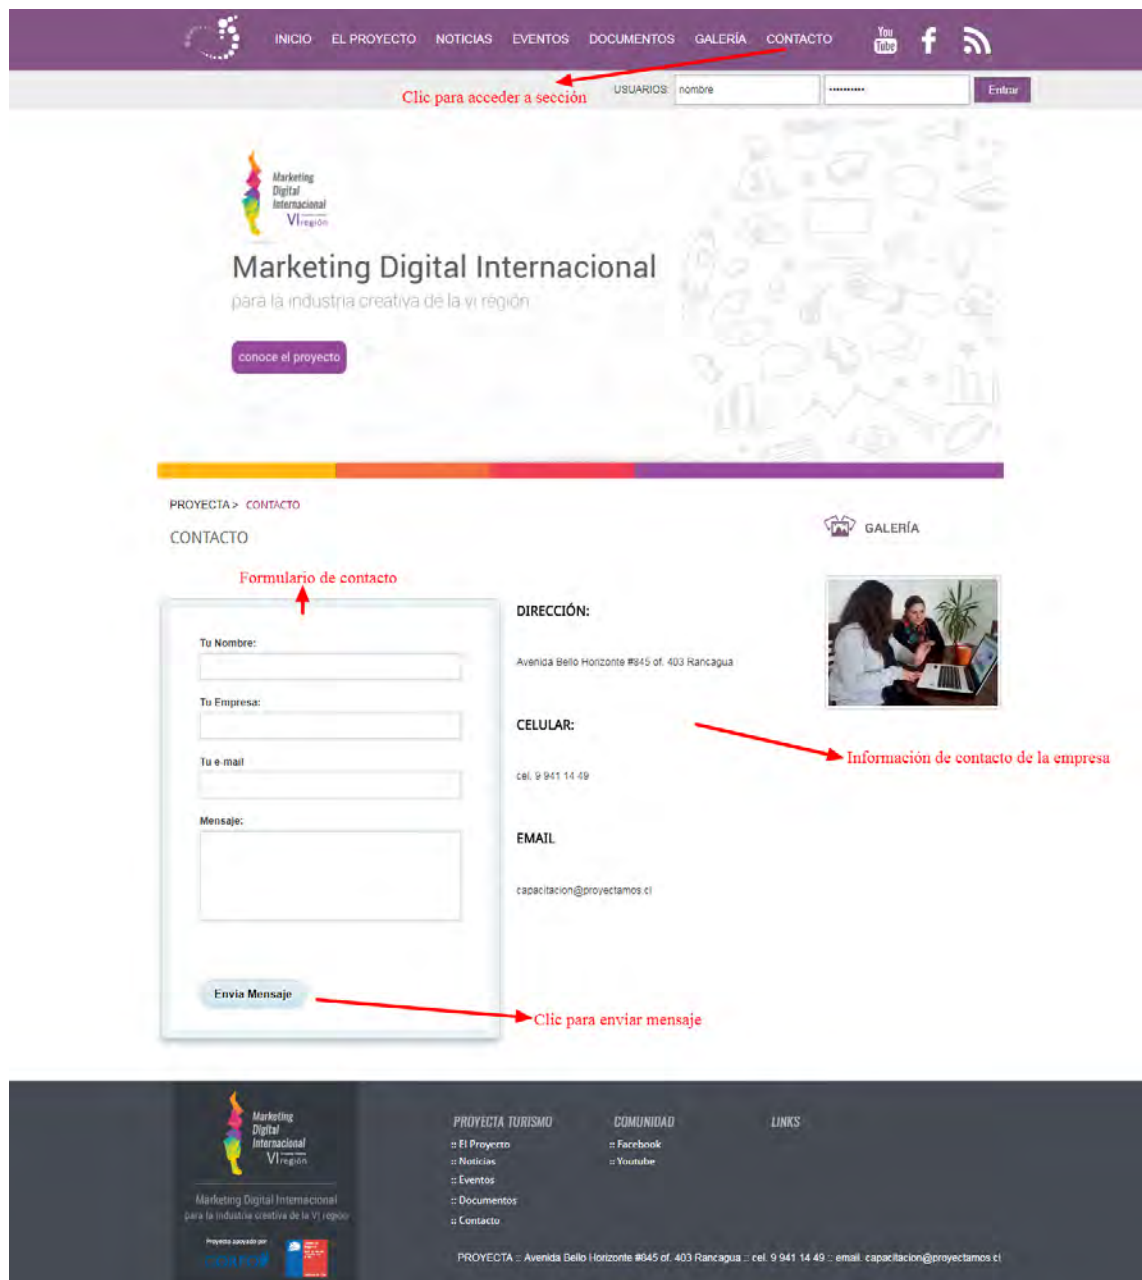 INICIO EL PROYECTO NOTICIAS EVENTOS DOCUMENTOS GALERÍA CONTACTO You Tube f
Clic para acceder a sección
USUARIOS: nombre •••••••••• Entrar
Marketing
Digital
Internacional
VI región
Marketing Digital Internacional
para la industria creativa de la vi región
conoce el proyecto
PROYECTA > CONTACTO
CONTACTO
GALERÍA
Formulario de contacto
Tu Nombre:
Tu Empresa:
Tu e-mail
Mensaje:
Envia Mensaje
DIRECCIÓN:
Avenida Bello Horizonte #845 of. 403 Rancagua
CELULAR:
cel. 9 941 14 49
EMAIL
capacitacion@proyectamos.cl
Información de contacto de la empresa
Clic para enviar mensaje
Marketing
Digital
Internacional
VI región
Marketing Digital Internacional
para la industria creativa de la VI región
Proyecto apoyado por
PROYECTA TURISMO
:: El Proyerto
:: Noticias
:: Eventos
:: Documentos
:: Contacto
COMUNIDAD
:: Facebook
:: Youtube
LINKS
PROYECTA :: Avenida Bello Horizonte #845 of. 403 Rancagua :: cel. 9 941 14 49 :: email. capacitacion@proyectamos.cl